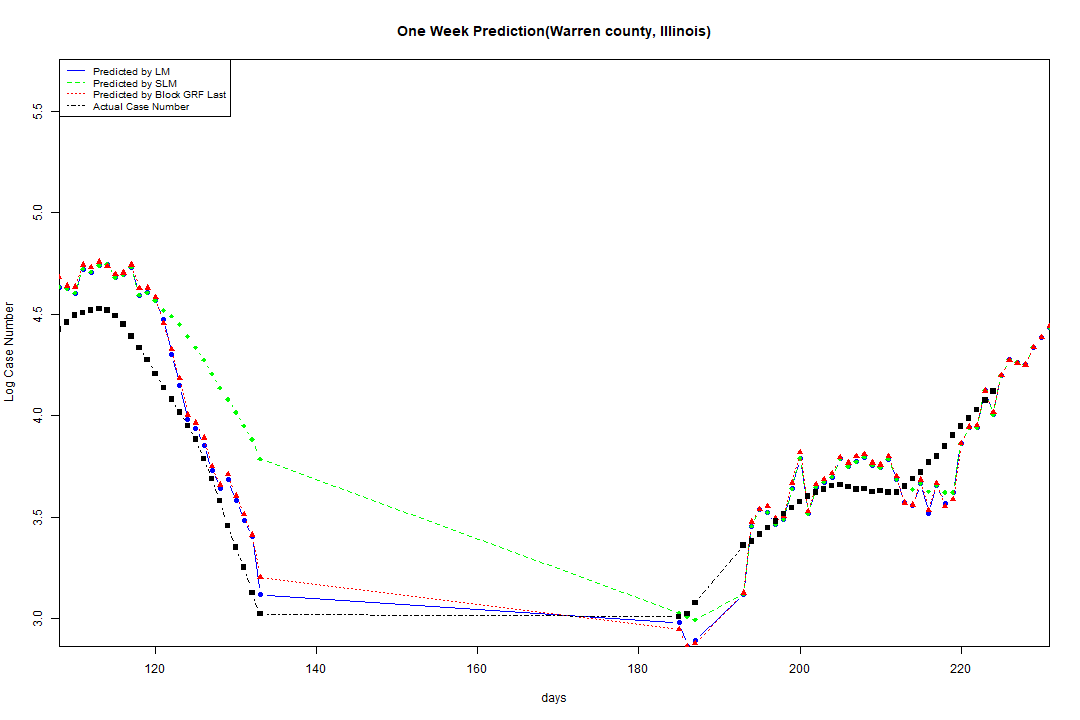 One Week Prediction(Warren county, Illinois)
Predicted by LM
Predicted by SLM
Predicted by Block GRF Last
Actual Case Number
5.5
5.0
4.5
4.0
3.5
3.0
Log Case Number
120 140 160 180 200 220
days